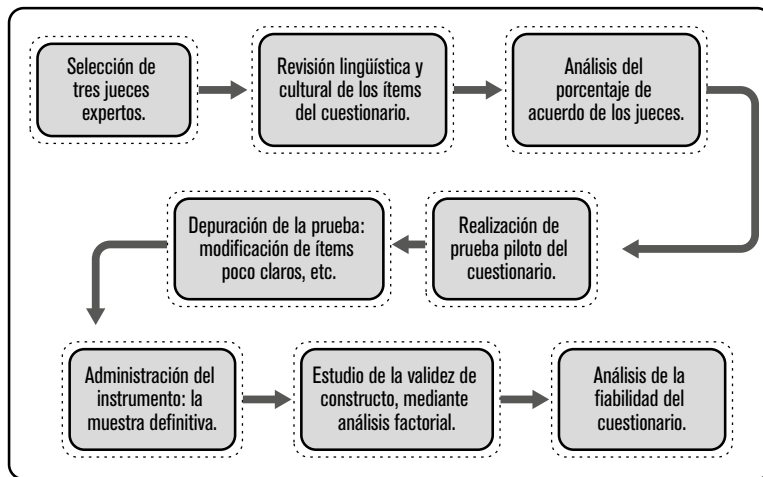 Selección de
tres jueces
expertos.
Revisión lingüística y
cultural de los ítems
del cuestionario.
Análisis del
porcentaje de
acuerdo de los jueces.
Realización de
prueba piloto del
cuestionario.
Depuración de la prueba:
modificación de ítems
poco claros, etc.
Administración del
instrumento: la
muestra definitiva.
Estudio de la validez de
constructo, mediante
análisis factorial.
Análisis de la
fiabilidad del
cuestionario.